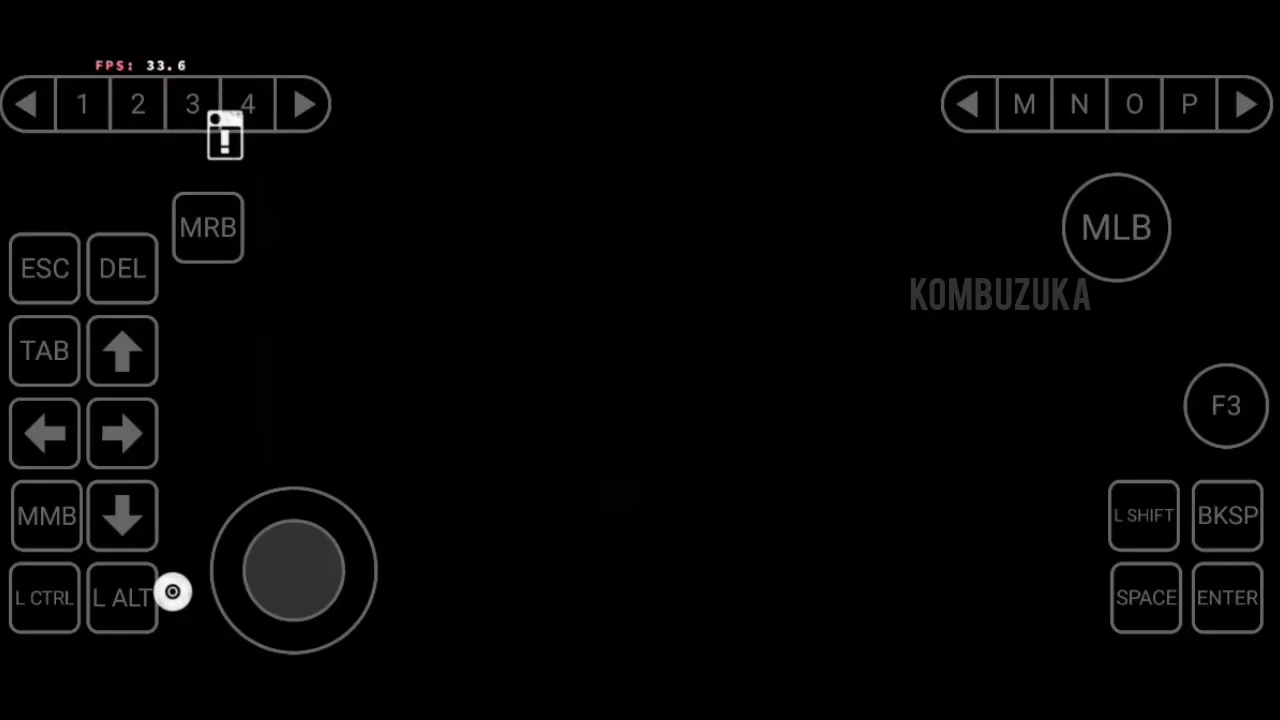 FPS: 33.6
1 2 3 4
M N O P
MRB
MLB
ESC DEL
KOMBUZUKA
TAB
F3
MMB
L SHIFT BKSP
L CTRL L ALT
SPACE ENTER